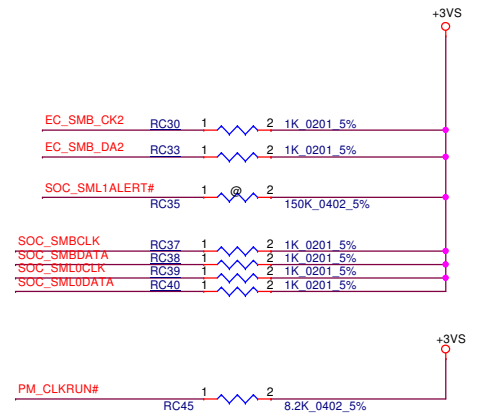 +3VS
EC_SMB_CK2 RC30 1 2 1K_0201_5%
EC_SMB_DA2 RC33 1 2 1K_0201_5%
SOC_SML1ALERT# RC35 1 @ 2 150K_0402_5%
SOC_SMBCLK RC37 1 2 1K_0201_5%
SOC_SMBDATA RC38 1 2 1K_0201_5%
SOC_SML0CLK RC39 1 2 1K_0201_5%
SOC_SML0DATA RC40 1 2 1K_0201_5%
+3VS
PM_CLKRUN# RC45 1 2 8.2K_0402_5%